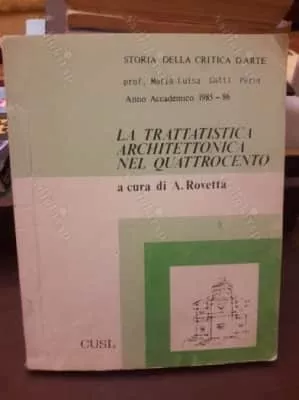 STORIA DELLA CRITICA D'ARTE
prof. Maria Luisa Gatti Perer
Anno Accademico 1985-86
LA TRATTATISTICA
ARCHITETTONICA
NEL QUATTROCENTO
a cura di A. Rovetta
CUSL